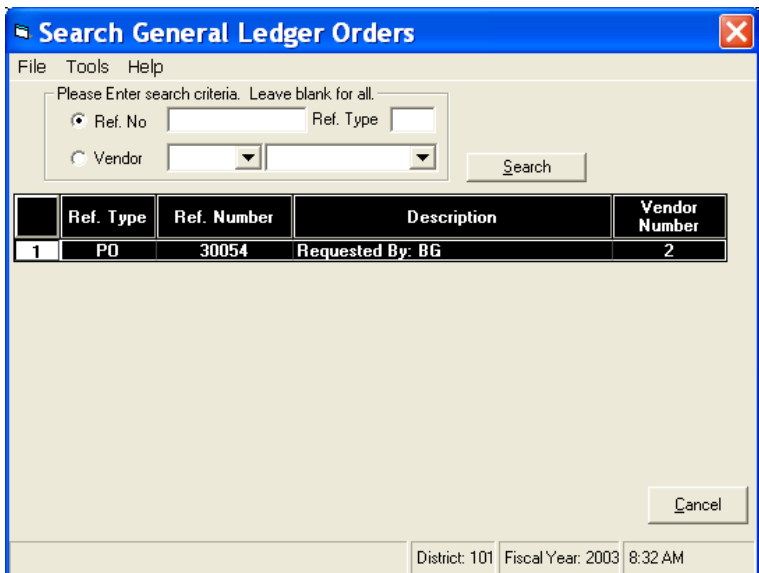 Search General Ledger Orders
File Tools Help
Please Enter search criteria. Leave blank for all.
Ref. No Ref. Type
Vendor
Search
Ref. Type Ref. Number Description Vendor Number
1 PO 30054 Requested By: BG 2
Cancel
District: 101 Fiscal Year: 2003 8:32 AM